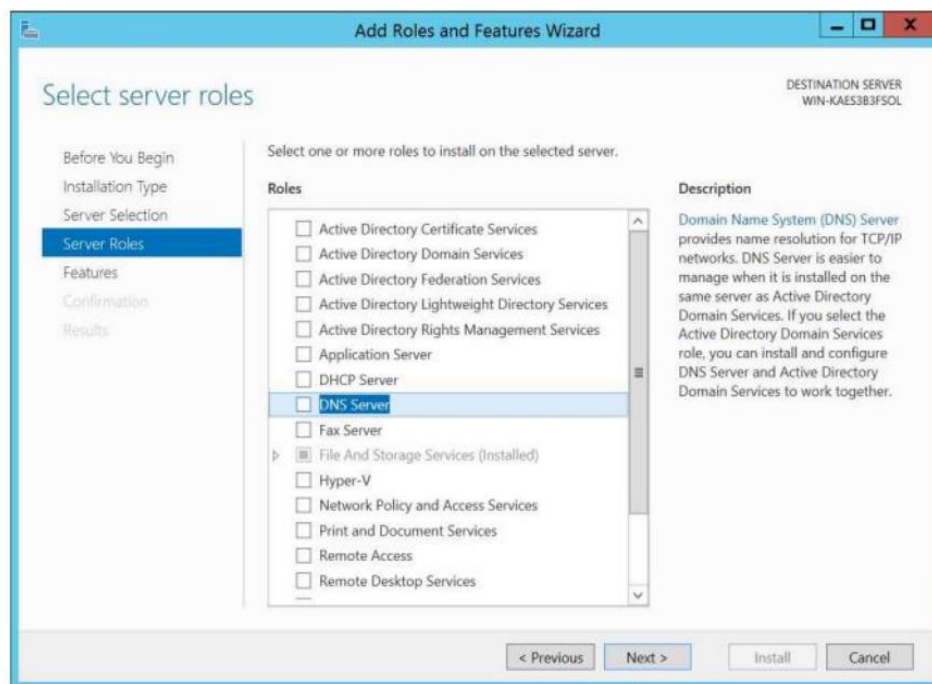 Add Roles and Features Wizard
Select server roles
DESTINATION SERVER
WIN-KAES3B3FSOL
Before You Begin
Installation Type
Server Selection
Server Roles
Features
Confirmation
Results
Select one or more roles to install on the selected server.
Roles
Active Directory Certificate Services
Active Directory Domain Services
Active Directory Federation Services
Active Directory Lightweight Directory Services
Active Directory Rights Management Services
Application Server
DHCP Server
DNS Server
Fax Server
File And Storage Services (Installed)
Hyper-V
Network Policy and Access Services
Print and Document Services
Remote Access
Remote Desktop Services
Description
Domain Name System (DNS) Server
provides name resolution for TCP/IP
networks. DNS Server is easier to
manage when it is installed on the
same server as Active Directory
Domain Services. If you select the
Active Directory Domain Services
role, you can install and configure
DNS Server and Active Directory
Domain Services to work together.
< Previous
Next >
Install
Cancel